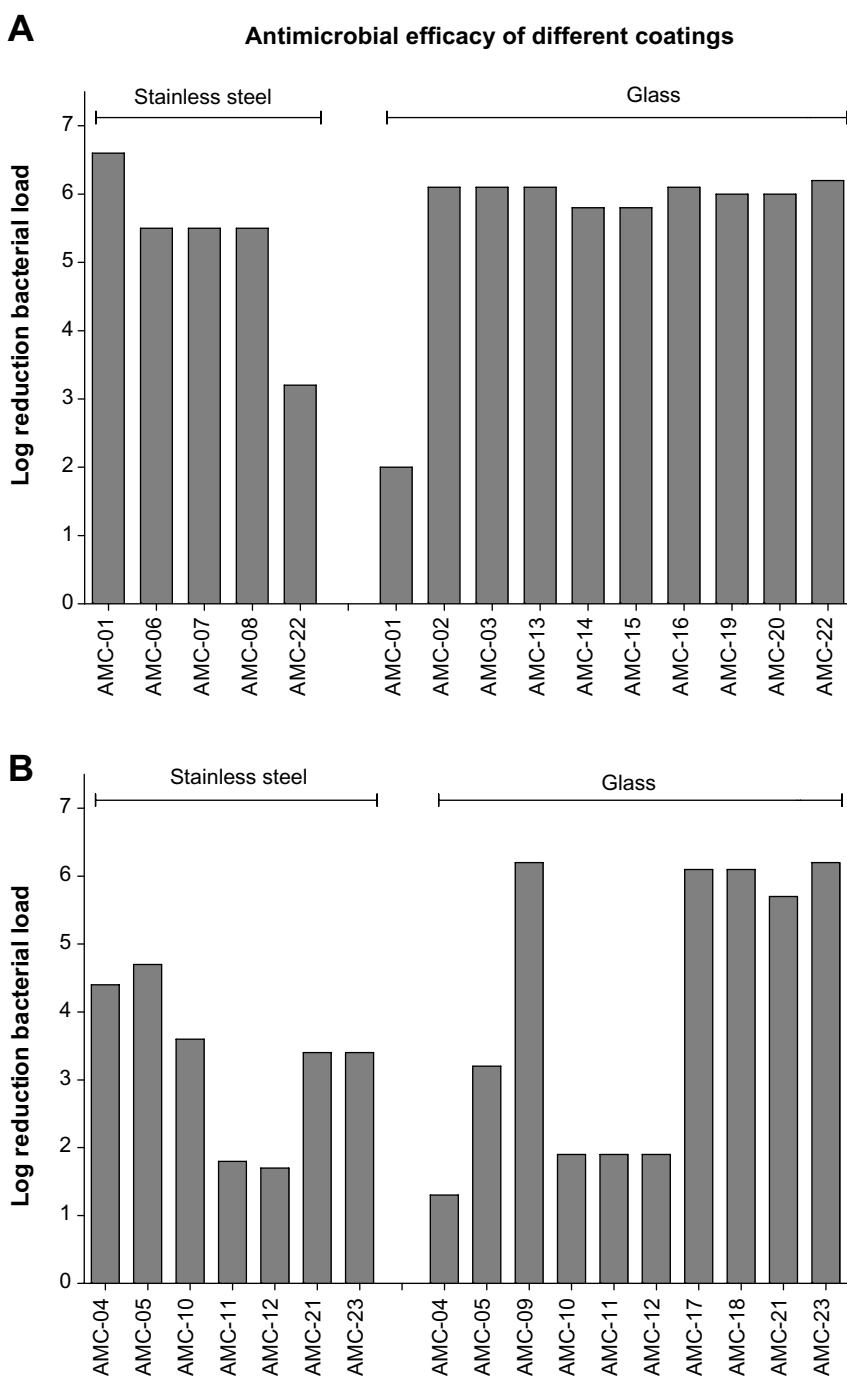 A
Antimicrobial efficacy of different coatings
Stainless steel
Glass
Log reduction bacterial load
7
6
5
4
3
2
1
0
AMC-01
AMC-06
AMC-07
AMC-08
AMC-22
AMC-01
AMC-02
AMC-03
AMC-13
AMC-14
AMC-15
AMC-16
AMC-19
AMC-20
AMC-22
B
Stainless steel
Glass
Log reduction bacterial load
7
6
5
4
3
2
1
0
AMC-04
AMC-05
AMC-10
AMC-11
AMC-12
AMC-21
AMC-23
AMC-04
AMC-05
AMC-09
AMC-10
AMC-11
AMC-12
AMC-17
AMC-18
AMC-21
AMC-23